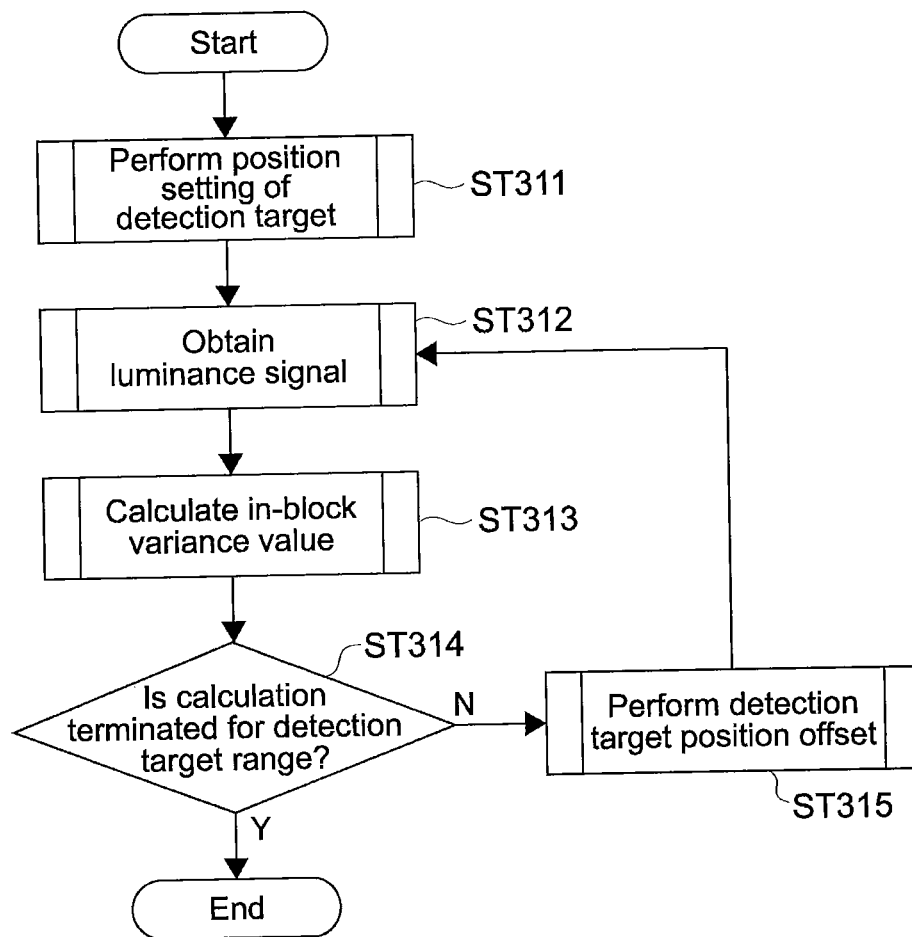 Start
Perform position
setting of
detection target
ST311
Obtain
luminance signal
ST312
Calculate in-block
variance value
ST313
Is calculation
terminated for detection
target range?
ST314
N
Perform detection
target position offset
ST315
Y
End